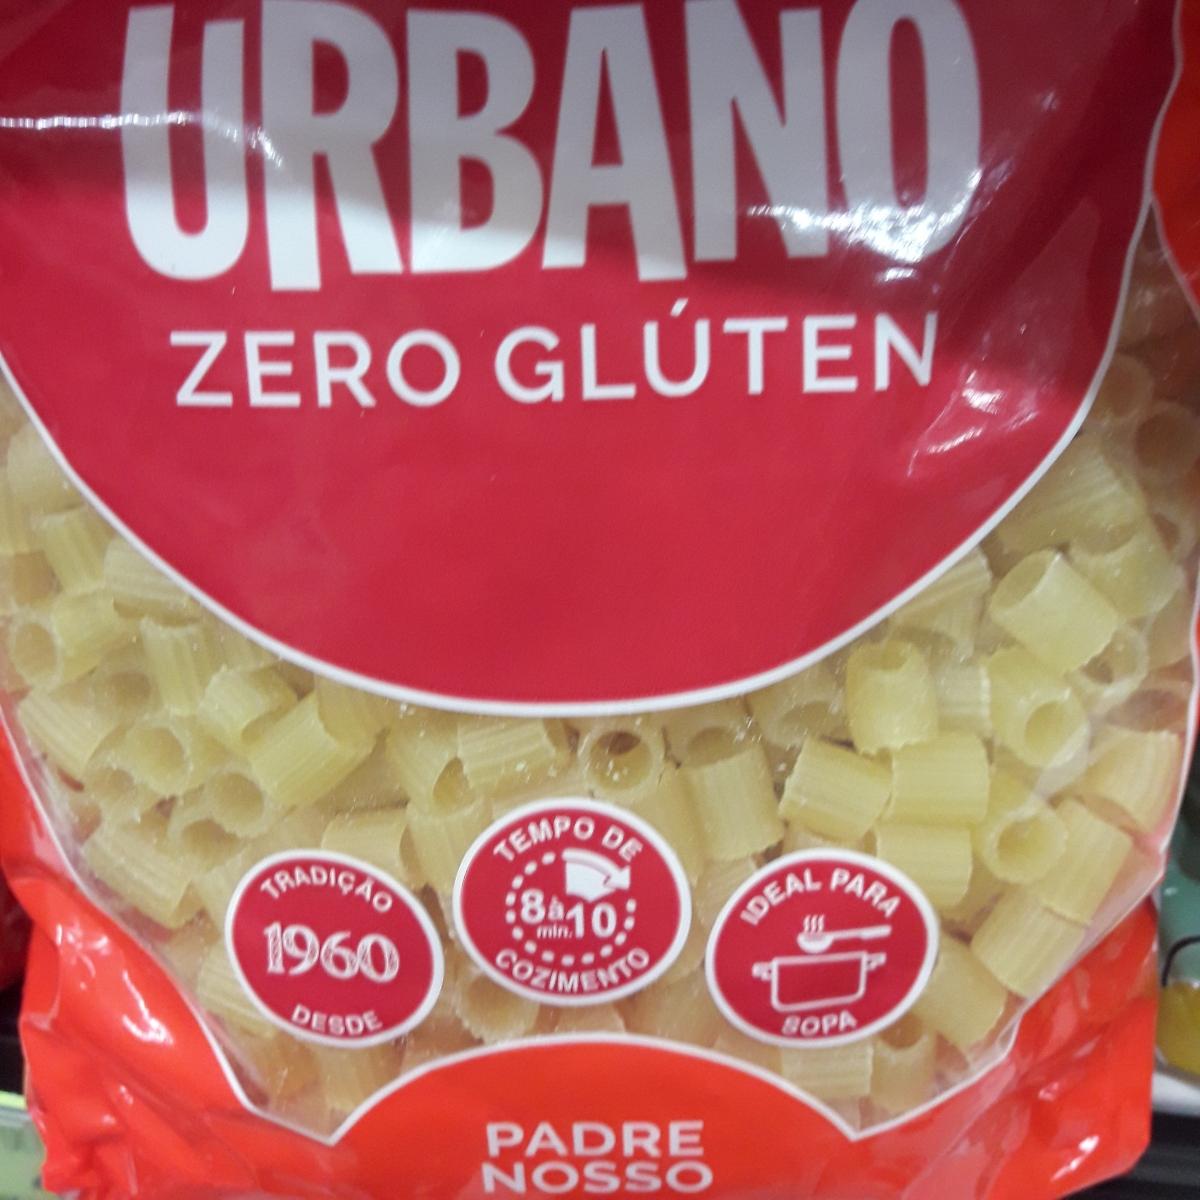 URBANO
ZERO GLÚTEN
TRADIÇÃO
1960
DESDE
TEMPO DE
8 à 10
min.
COZIMENTO
IDEAL PARA
SOPA
PADRE
NOSSO